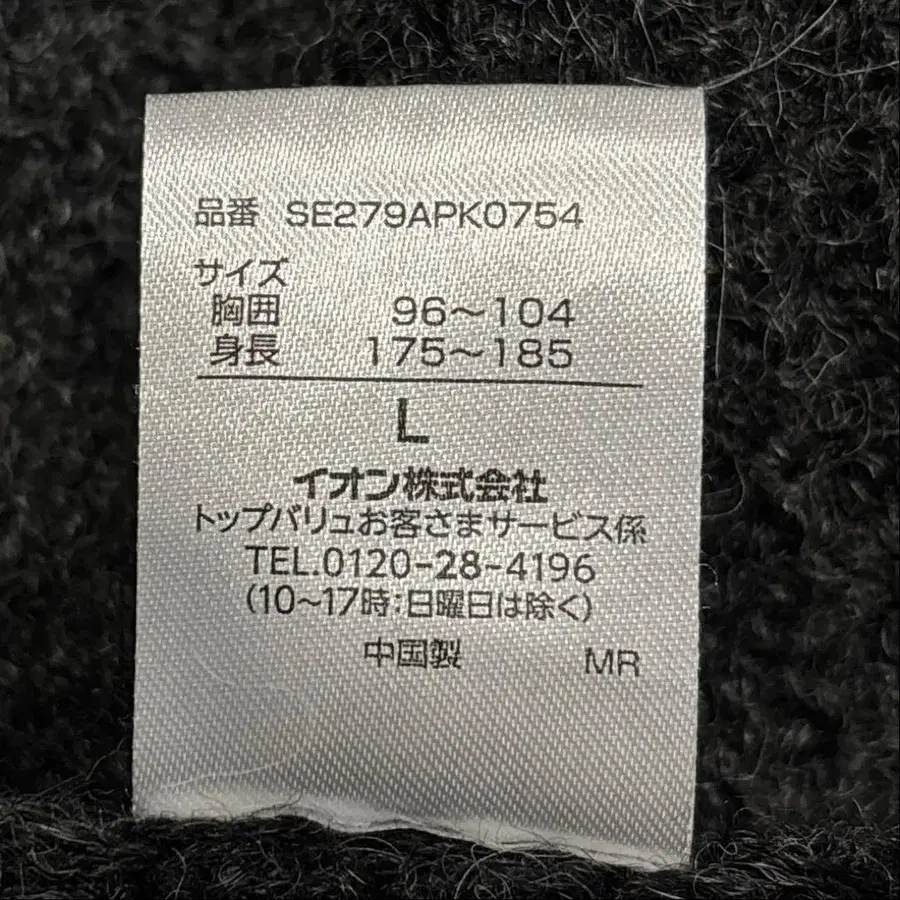 品番 SE279APK0754
サイズ
胸囲 96～104
身長 175～185
L
イオン株式会社
トップバリュお客さまサービス係
TEL.0120-28-4196
(10～17時:日曜日は除く)
中国製 MR